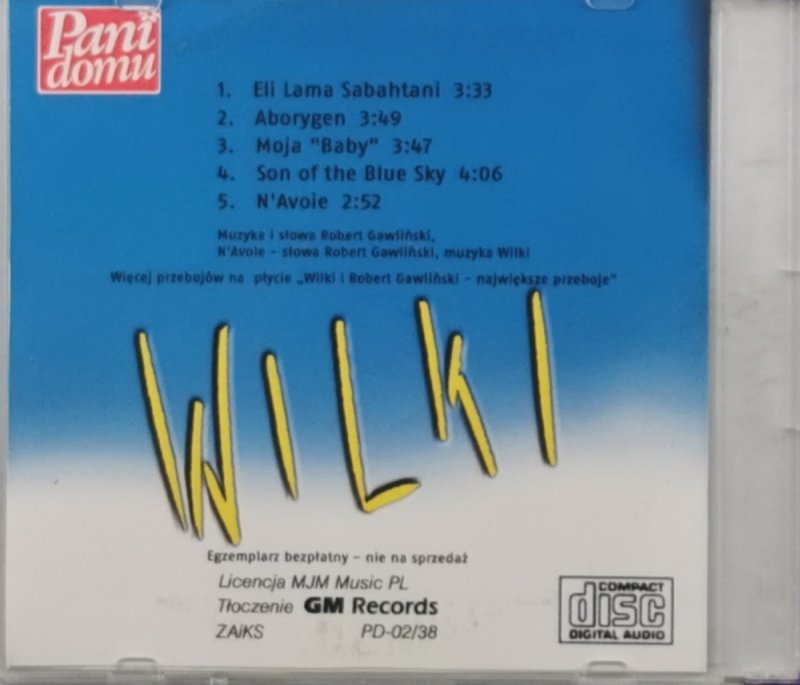 Pani
domu
1. Eli Lama Sabahtani 3:33
2. Aborygen 3:49
3. Moja "Baby" 3:47
4. Son of the Blue Sky 4:06
5. N'Avoie 2:52
Muzyka i słowa Robert Gawliński,
N'Avoie - słowa Robert Gawliński, muzyka Wilki
Więcej przebojów na płycie „Wilki i Robert Gawliński - największe przeboje"
WILKI
Egzemplarz bezpłatny - nie na sprzedaż
Licencja MJM Music PL
Tłoczenie GM Records
ZAiKS PD-02/38
COMPACT
disc
DIGITAL AUDIO